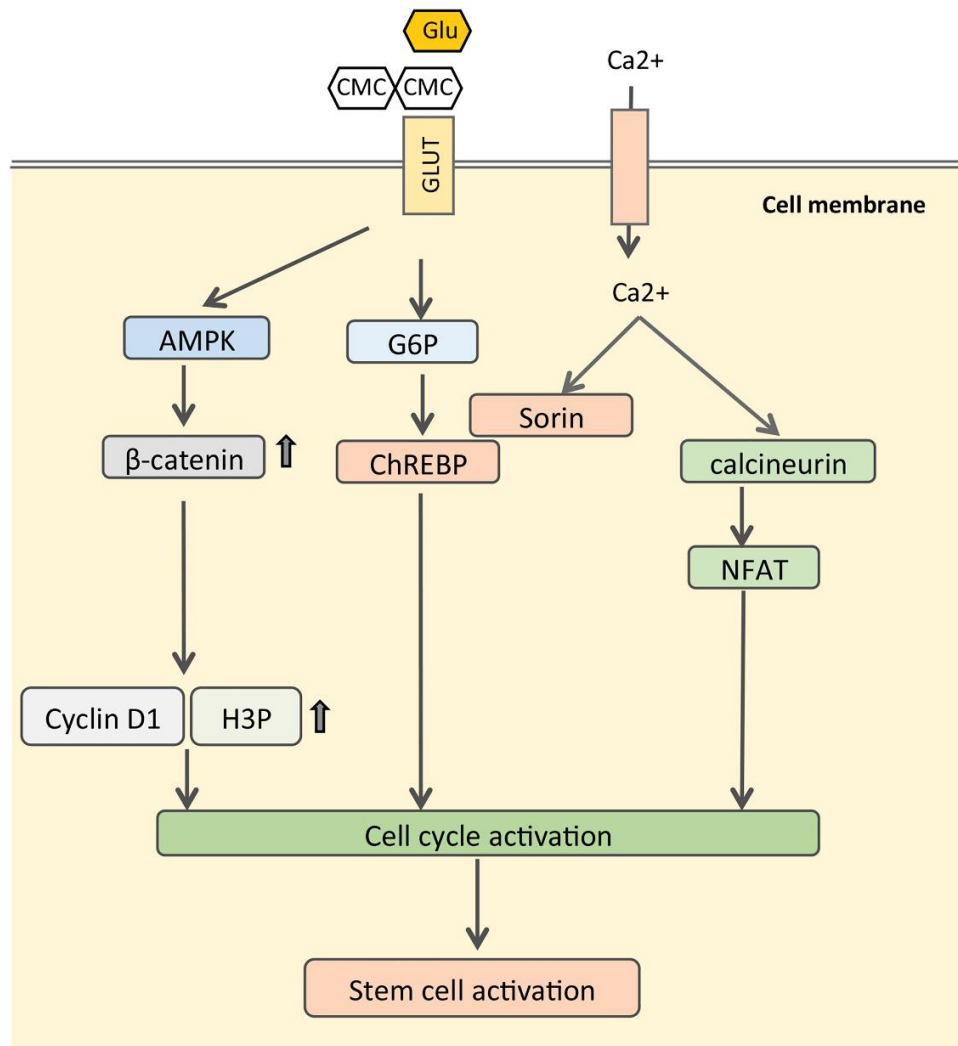 Glu
Ca2+
CMC CMC
GLUT
Cell membrane
Ca2+
AMPK
G6P
Sorin
β-catenin
ChREBP
calcineurin
NFAT
Cyclin D1
H3P
Cell cycle activation
Stem cell activation